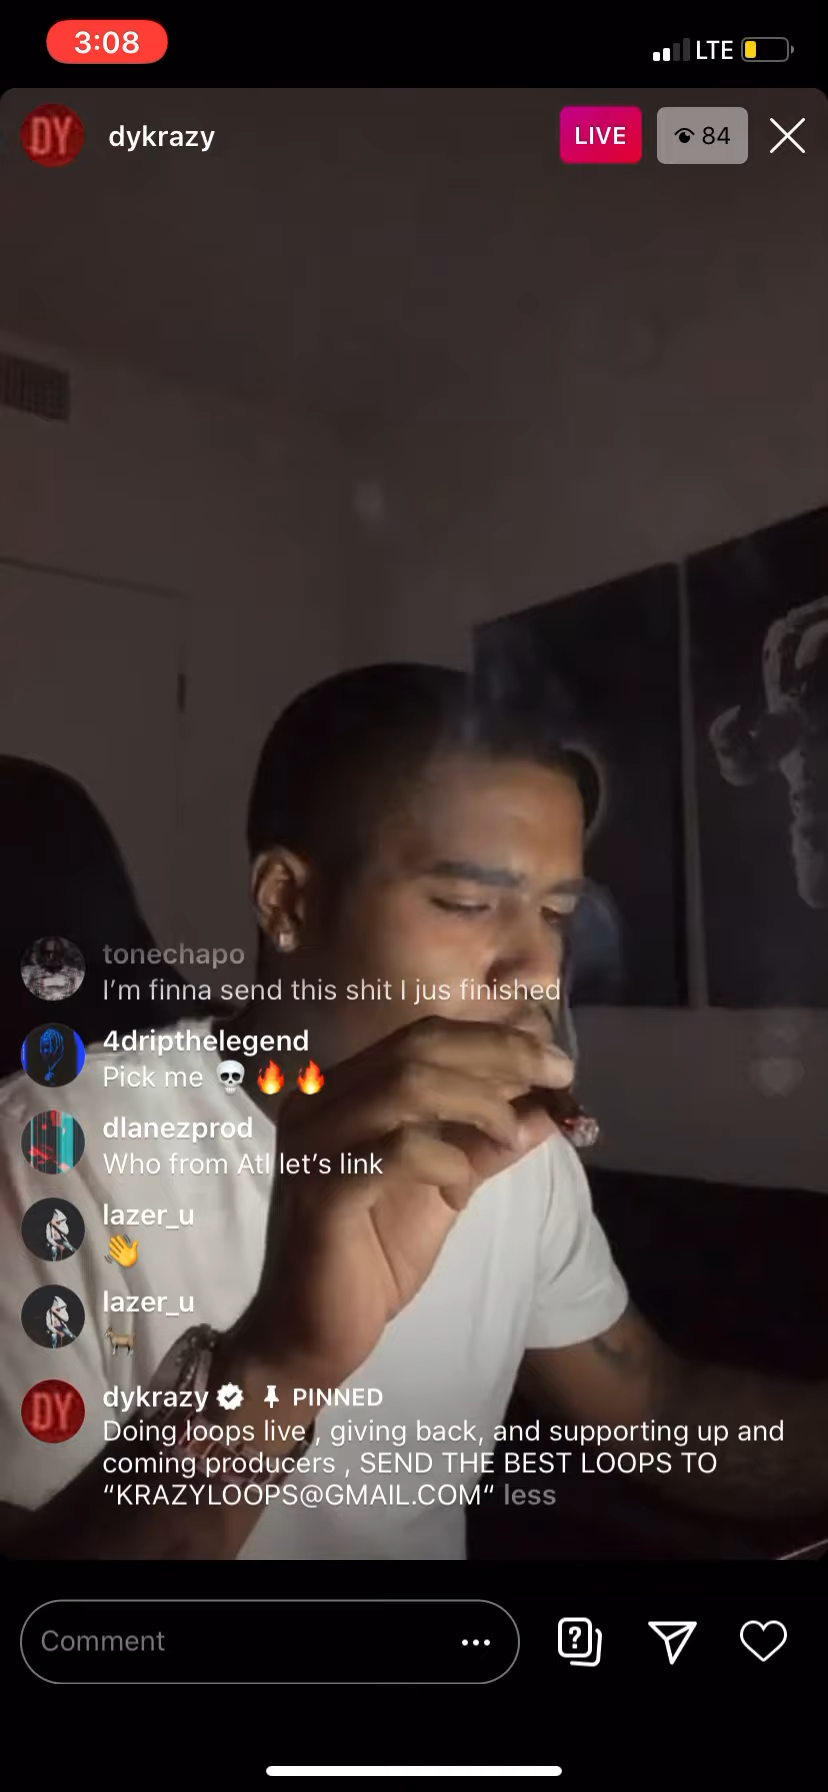 3:08
LTE
DY
dykrazy
LIVE
84
tonechapo
I'm finna send this shit I jus finished
4dripthelegend
Pick me 💀🔥🔥
dlanezprod
Who from Atl let's link
lazer_u
👋
lazer_u
🐐
DY
dykrazy PINNED
Doing loops live , giving back, and supporting up and
coming producers , SEND THE BEST LOOPS TO
“KRAZYLOOPS@GMAIL.COM“ less
Comment